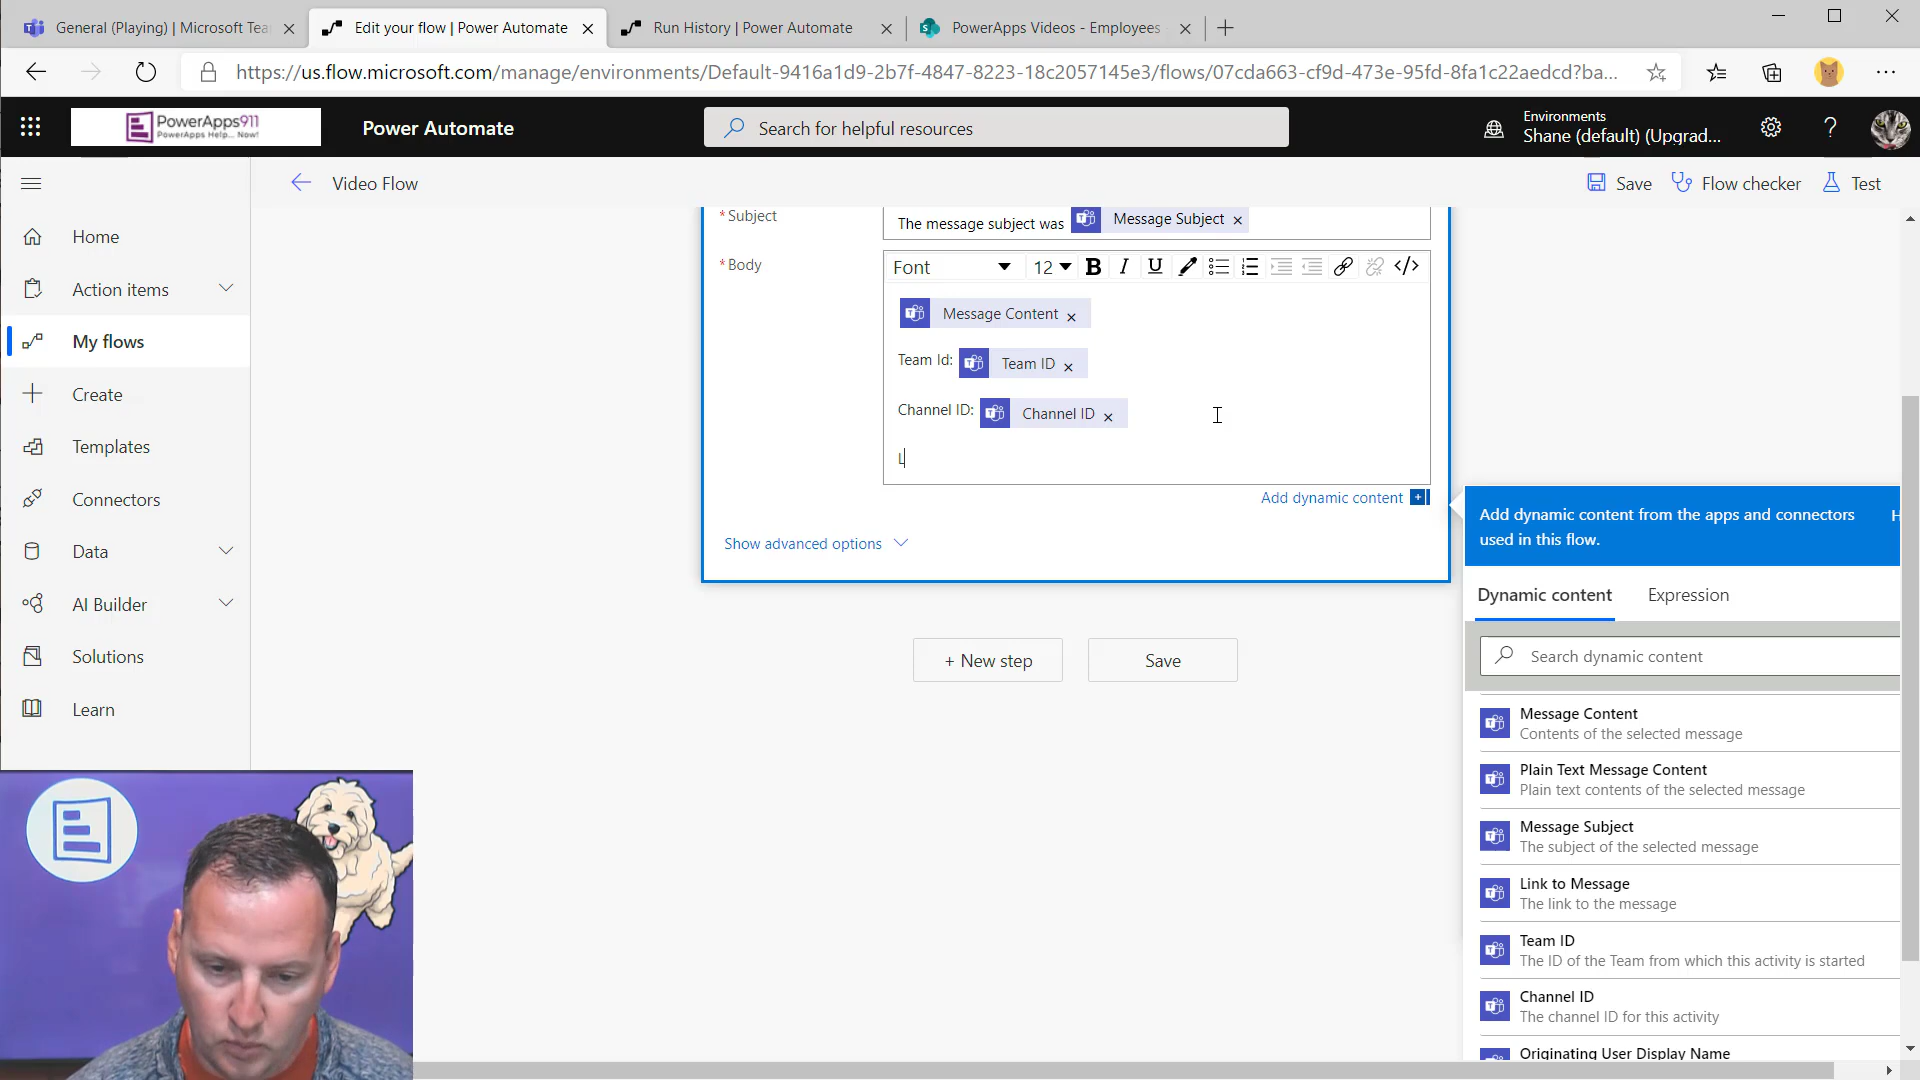 General (Playing) | Microsoft Tea
Edit your flow | Power Automate
Run History | Power Automate
PowerApps Videos - Employees
https://us.flow.microsoft.com/manage/environments/Default-9416a1d9-2b7f-4847-8223-18c2057145e3/flows/07cda663-cf9d-473e-95fd-8fa1c22aedcd?ba...
PowerApps911
PowerApps Help... Now!
Power Automate
Search for helpful resources
Environments
Shane (default) (Upgrad...
?
Video Flow
Save
Flow checker
Test
Home
Action items
My flows
Create
Templates
Connectors
Data
AI Builder
Solutions
Learn
* Subject
The message subject was Message Subject ×
* Body
Font 12 B I U </>
Message Content ×
Team Id: Team ID ×
Channel ID: Channel ID ×
L
Add dynamic content +
Show advanced options
+ New step
Save
Add dynamic content from the apps and connectors H
used in this flow.
Dynamic content
Expression
Search dynamic content
Message Content
Contents of the selected message
Plain Text Message Content
Plain text contents of the selected message
Message Subject
The subject of the selected message
Link to Message
The link to the message
Team ID
The ID of the Team from which this activity is started
Channel ID
The channel ID for this activity
Originating User Display Name